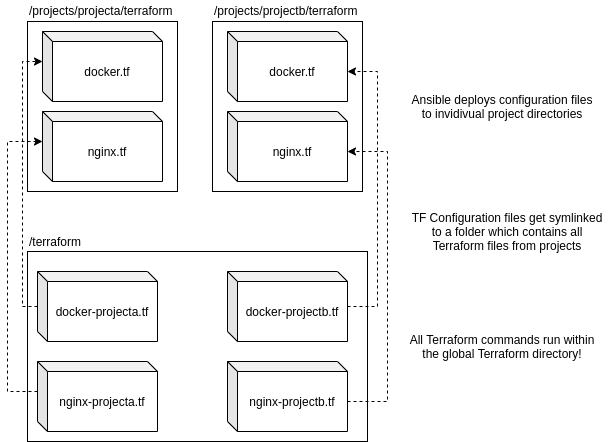 /projects/projecta/terraform
/projects/projectb/terraform
docker.tf
docker.tf
nginx.tf
nginx.tf
Ansible deploys configuration files
to invidivual project directories
TF Configuration files get symlinked
to a folder which contains all
Terraform files from projects
/terraform
docker-projecta.tf
docker-projectb.tf
nginx-projecta.tf
nginx-projectb.tf
All Terraform commands run within
the global Terraform directory!